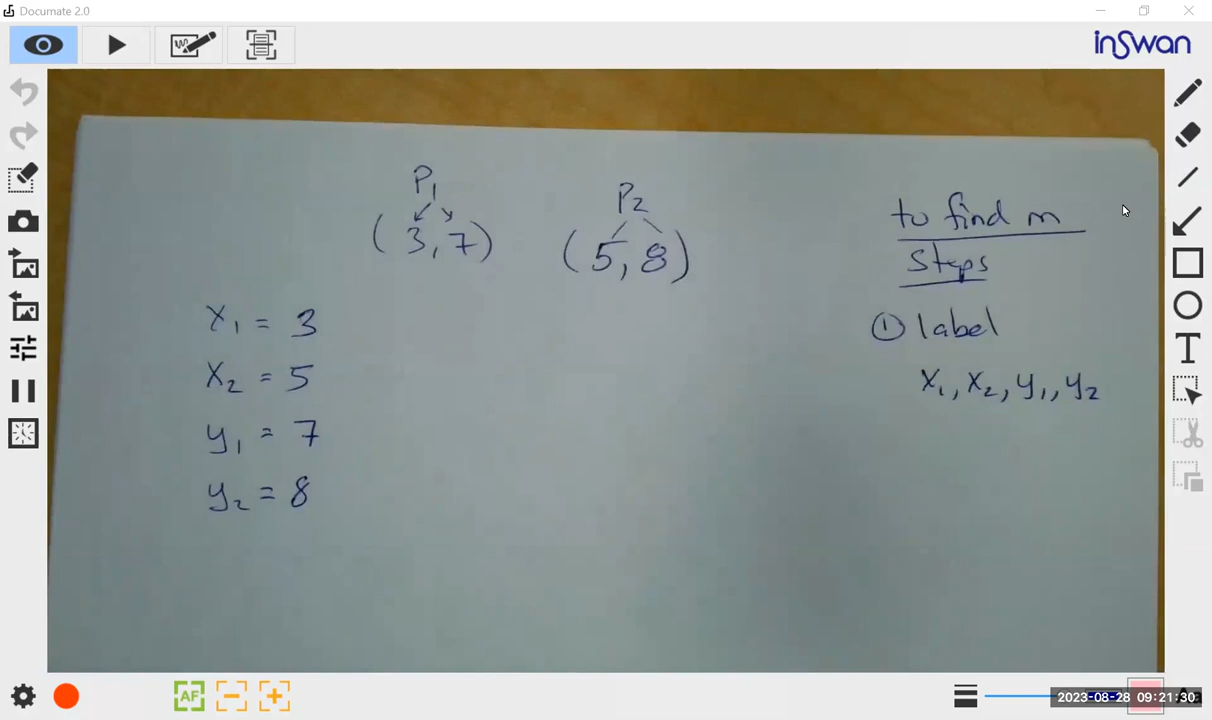 Documate 2.0
inSwan
P₁
(3,7)
P₂
(5,8)
to find m
Steps
① label
x₁, x₂, y₁, y₂
x₁ = 3
x₂ = 5
y₁ = 7
y₂ = 8
T
AF
2023-08-28 09:21:30